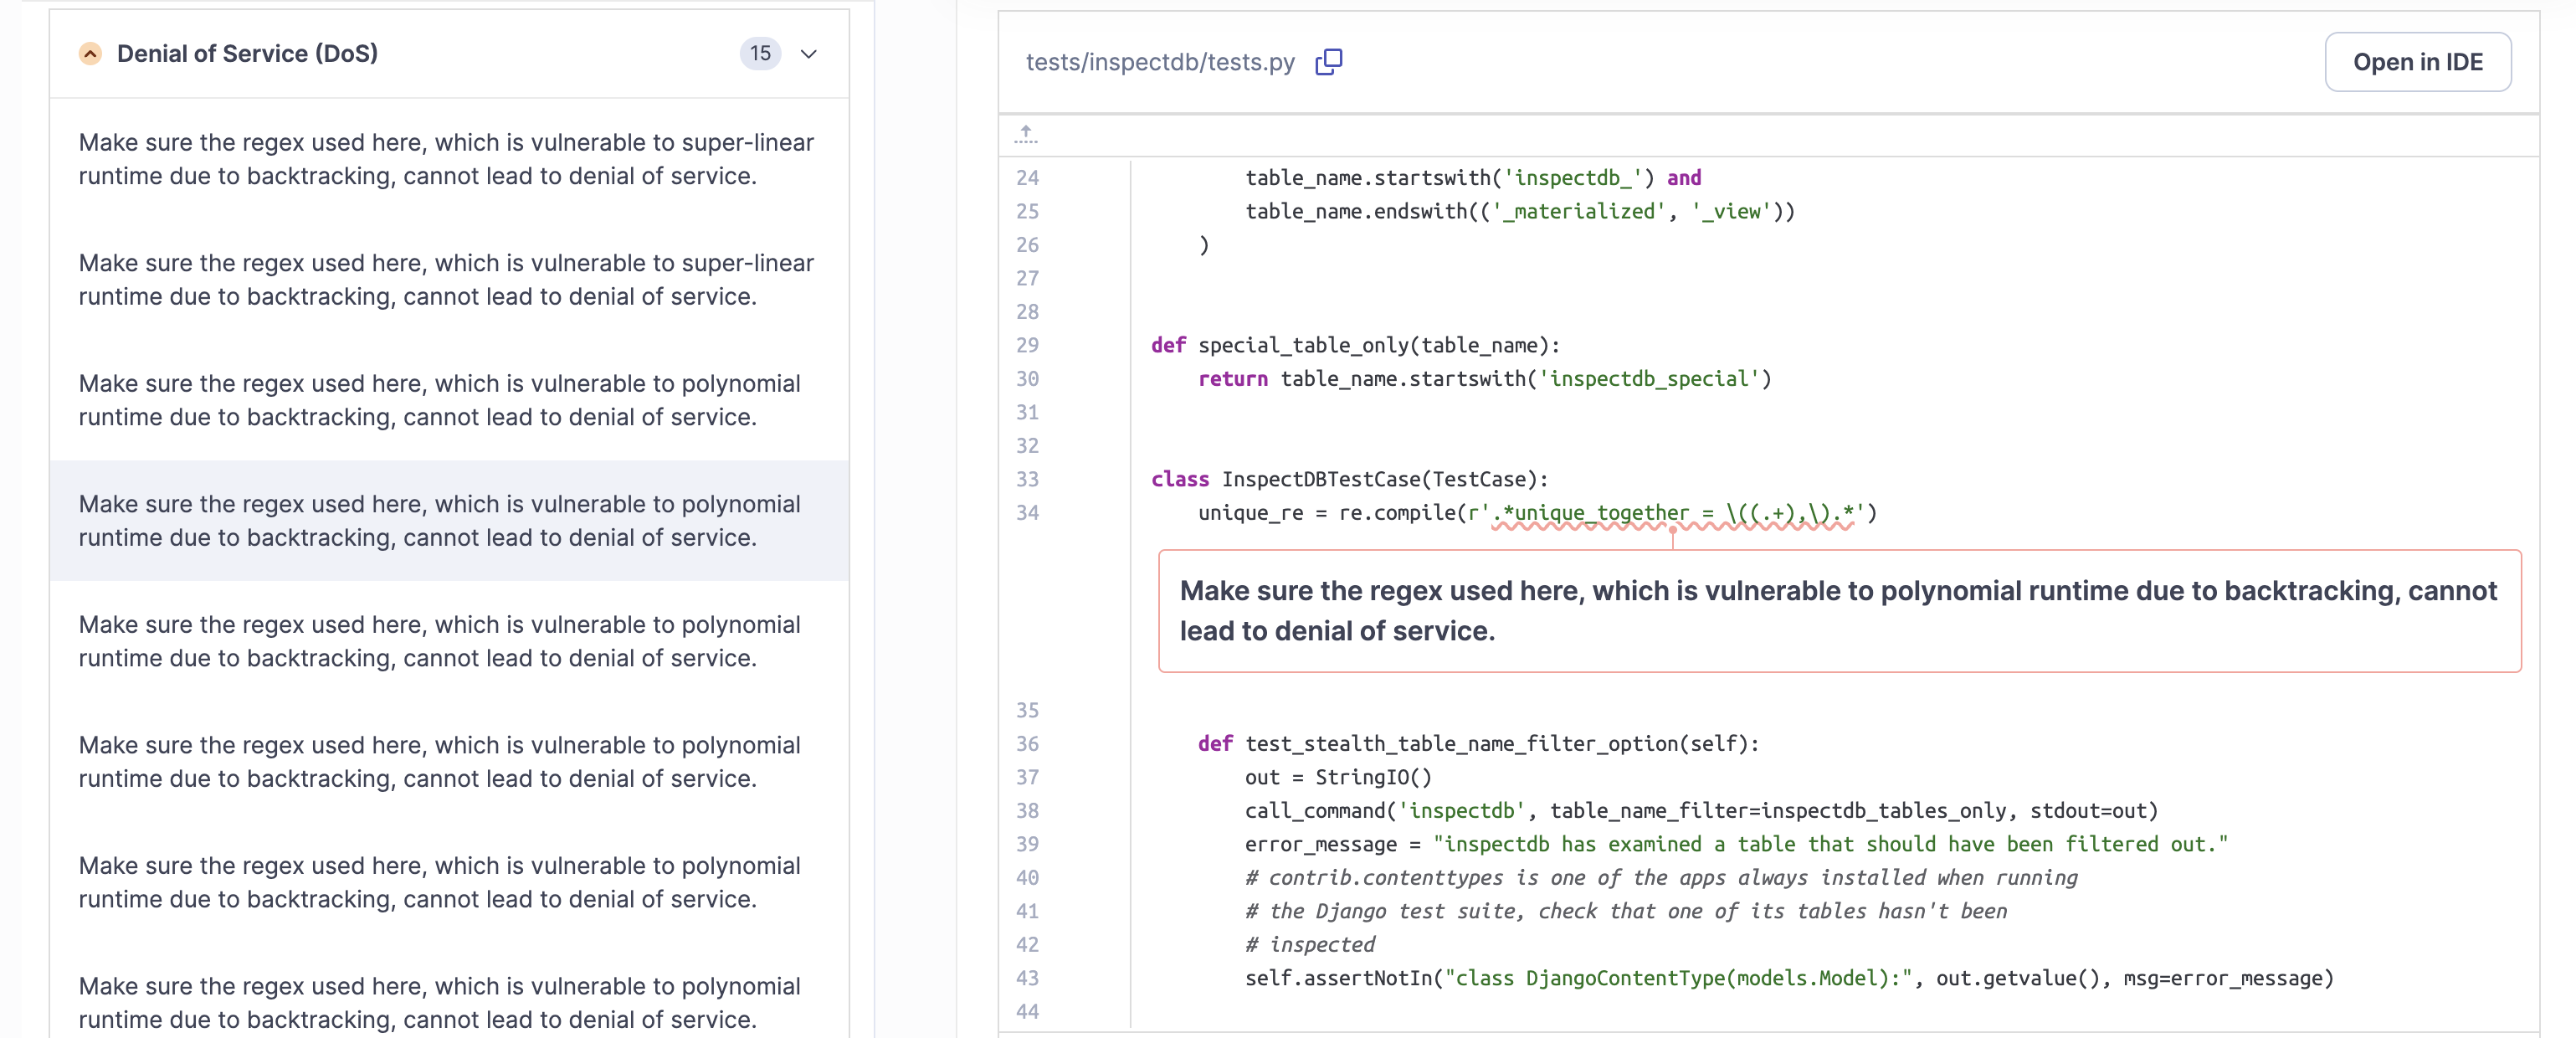 Denial of Service (DoS)
15
Make sure the regex used here, which is vulnerable to super-linear
runtime due to backtracking, cannot lead to denial of service.
Make sure the regex used here, which is vulnerable to super-linear
runtime due to backtracking, cannot lead to denial of service.
Make sure the regex used here, which is vulnerable to polynomial
runtime due to backtracking, cannot lead to denial of service.
Make sure the regex used here, which is vulnerable to polynomial
runtime due to backtracking, cannot lead to denial of service.
Make sure the regex used here, which is vulnerable to polynomial
runtime due to backtracking, cannot lead to denial of service.
Make sure the regex used here, which is vulnerable to polynomial
runtime due to backtracking, cannot lead to denial of service.
Make sure the regex used here, which is vulnerable to polynomial
runtime due to backtracking, cannot lead to denial of service.
Make sure the regex used here, which is vulnerable to polynomial
runtime due to backtracking, cannot lead to denial of service.
tests/inspectdb/tests.py
Open in IDE
24         table_name.startswith('inspectdb_') and
25         table_name.endswith(('_materialized', '_view'))
26     )
27
28
29 def special_table_only(table_name):
30     return table_name.startswith('inspectdb_special')
31
32
33 class InspectDBTestCase(TestCase):
34     unique_re = re.compile(r'.*unique_together = \((.+),\).*')
Make sure the regex used here, which is vulnerable to polynomial runtime due to backtracking, cannot
lead to denial of service.
35
36     def test_stealth_table_name_filter_option(self):
37         out = StringIO()
38         call_command('inspectdb', table_name_filter=inspectdb_tables_only, stdout=out)
39         error_message = "inspectdb has examined a table that should have been filtered out."
40         # contrib.contenttypes is one of the apps always installed when running
41         # the Django test suite, check that one of its tables hasn't been
42         # inspected
43         self.assertNotIn("class DjangoContentType(models.Model):", out.getvalue(), msg=error_message)
44